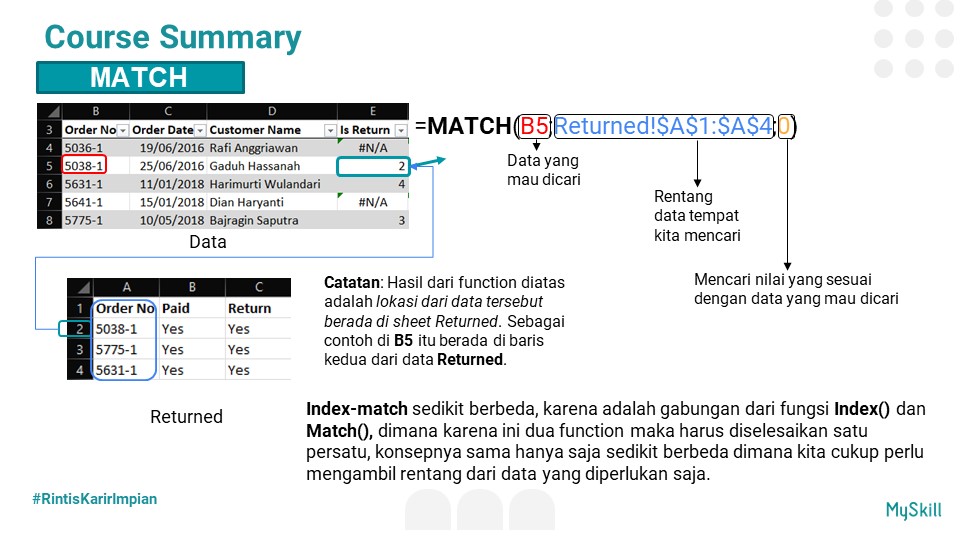 Course Summary
MATCH
B C D E
3 Order No Order Date Customer Name Is Return
4 5036-1 19/06/2016 Rafi Anggriawan #N/A
5 5038-1 25/06/2016 Gaduh Hassanah 2
6 5631-1 11/01/2018 Harimurti Wulandari 4
7 5641-1 15/01/2018 Dian Haryanti #N/A
8 5775-1 10/05/2018 Bajragin Saputra 3
Data
=MATCH(B5;Returned!$A$1:$A$4;0)
Data yang
mau dicari
Rentang
data tempat
kita mencari
Mencari nilai yang sesuai
dengan data yang mau dicari
A B C
1 Order No Paid Return
2 5038-1 Yes Yes
3 5775-1 Yes Yes
4 5631-1 Yes Yes
Returned
Catatan: Hasil dari function diatas
adalah lokasi dari data tersebut
berada di sheet Returned. Sebagai
contoh di B5 itu berada di baris
kedua dari data Returned.
Index-match sedikit berbeda, karena adalah gabungan dari fungsi Index() dan
Match(), dimana karena ini dua function maka harus diselesaikan satu
persatu, konsepnya sama hanya saja sedikit berbeda dimana kita cukup perlu
mengambil rentang dari data yang diperlukan saja.
#RintisKarirImpian
MySkill